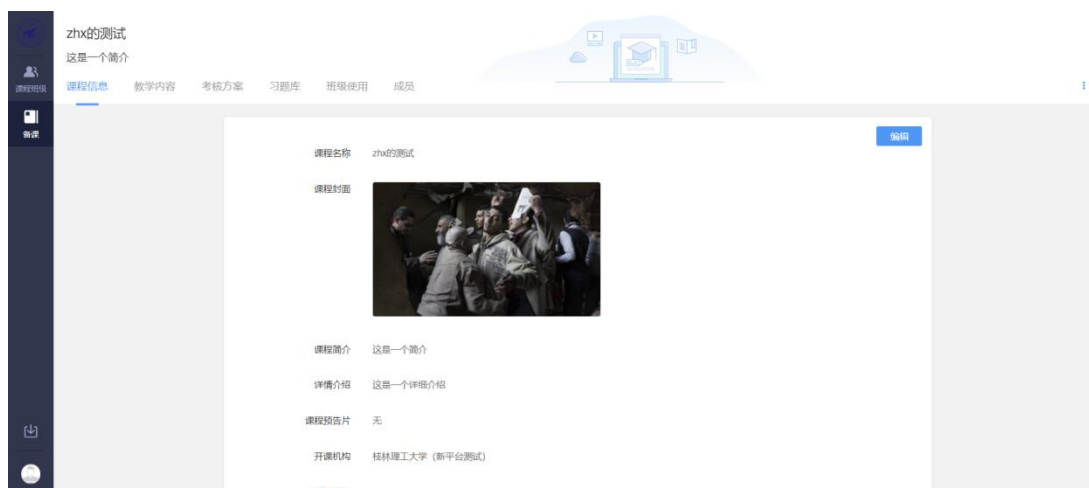 zhx的测试
这是一个简介
课程班级
备课
课程信息 教学内容 考核方案 习题库 班级使用 成员
编辑
课程名称 zhx的测试
课程封面
课程简介 这是一个简介
详情介绍 这是一个详细介绍
课程预告片 无
开课机构 桂林理工大学（新平台测试）